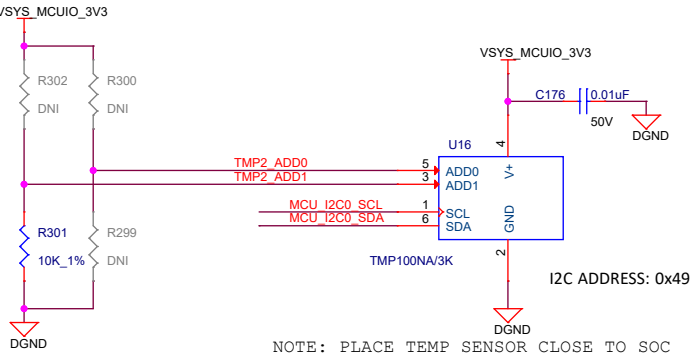 VSYS_MCUIO_3V3
R302
DNI
R300
DNI
R301
10K_1%
R299
DNI
DGND
TMP2_ADD0
TMP2_ADD1
MCU_I2C0_SCL
MCU_I2C0_SDA
VSYS_MCUIO_3V3
C176
0.01uF
50V
DGND
U16
4
5
3
1
6
2
ADD0
ADD1
SCL
SDA
V+
GND
TMP100NA/3K
I2C ADDRESS: 0x49
DGND
NOTE: PLACE TEMP SENSOR CLOSE TO SOC